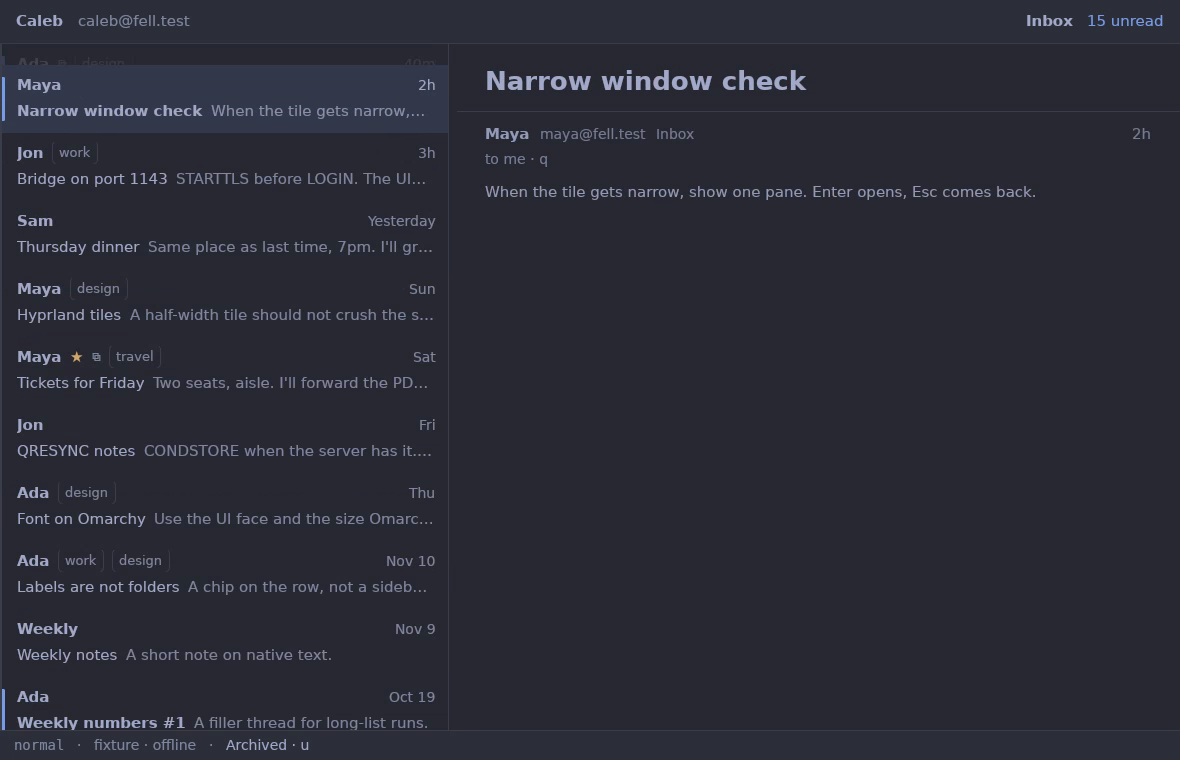 Caleb caleb@fell.test Inbox 15 unread
Ada design 40m
Maya 2h
Narrow window check When the tile gets narrow,…
Jon work 3h
Bridge on port 1143 STARTTLS before LOGIN. The UI…
Sam Yesterday
Thursday dinner Same place as last time, 7pm. I'll gr…
Maya design Sun
Hyprland tiles A half-width tile should not crush the s…
Maya ★ travel Sat
Tickets for Friday Two seats, aisle. I'll forward the PD…
Jon Fri
QRESYNC notes CONDSTORE when the server has it.…
Ada design Thu
Font on Omarchy Use the UI face and the size Omarc…
Ada work design Nov 10
Labels are not folders A chip on the row, not a sideb…
Weekly Nov 9
Weekly notes A short note on native text.
Ada Oct 19
Weekly numbers #1 A filler thread for long-list runs.
Narrow window check
Maya maya@fell.test Inbox 2h
to me · q
When the tile gets narrow, show one pane. Enter opens, Esc comes back.
normal · fixture · offline · Archived · u